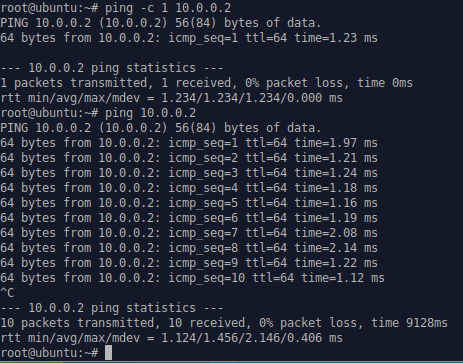 root@ubuntu:~# ping -c 1 10.0.0.2
PING 10.0.0.2 (10.0.0.2) 56(84) bytes of data.
64 bytes from 10.0.0.2: icmp_seq=1 ttl=64 time=1.23 ms

--- 10.0.0.2 ping statistics ---
1 packets transmitted, 1 received, 0% packet loss, time 0ms
rtt min/avg/max/mdev = 1.234/1.234/1.234/0.000 ms
root@ubuntu:~# ping 10.0.0.2
PING 10.0.0.2 (10.0.0.2) 56(84) bytes of data.
64 bytes from 10.0.0.2: icmp_seq=1 ttl=64 time=1.97 ms
64 bytes from 10.0.0.2: icmp_seq=2 ttl=64 time=1.21 ms
64 bytes from 10.0.0.2: icmp_seq=3 ttl=64 time=1.24 ms
64 bytes from 10.0.0.2: icmp_seq=4 ttl=64 time=1.18 ms
64 bytes from 10.0.0.2: icmp_seq=5 ttl=64 time=1.16 ms
64 bytes from 10.0.0.2: icmp_seq=6 ttl=64 time=1.19 ms
64 bytes from 10.0.0.2: icmp_seq=7 ttl=64 time=2.08 ms
64 bytes from 10.0.0.2: icmp_seq=8 ttl=64 time=2.14 ms
64 bytes from 10.0.0.2: icmp_seq=9 ttl=64 time=1.22 ms
64 bytes from 10.0.0.2: icmp_seq=10 ttl=64 time=1.12 ms
^C
--- 10.0.0.2 ping statistics ---
10 packets transmitted, 10 received, 0% packet loss, time 9128ms
rtt min/avg/max/mdev = 1.124/1.456/2.146/0.406 ms
root@ubuntu:~#